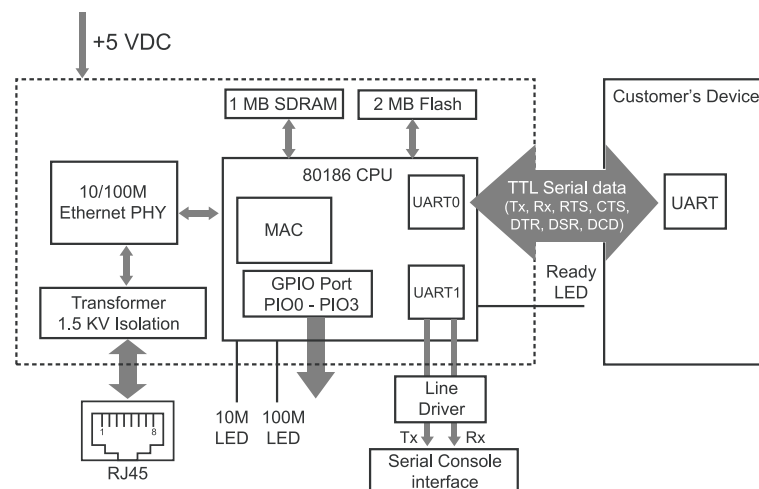 +5 VDC
1 MB SDRAM
2 MB Flash
Customer's Device
80186 CPU
10/100M
Ethernet PHY
MAC
UART0
TTL Serial data
(Tx, Rx, RTS, CTS,
DTR, DSR, DCD)
UART
GPIO Port
PIO0 - PIO3
UART1
Ready
LED
Transformer
1.5 KV Isolation
1
8
RJ45
10M
LED
100M
LED
Line
Driver
Tx
Rx
Serial Console
interface